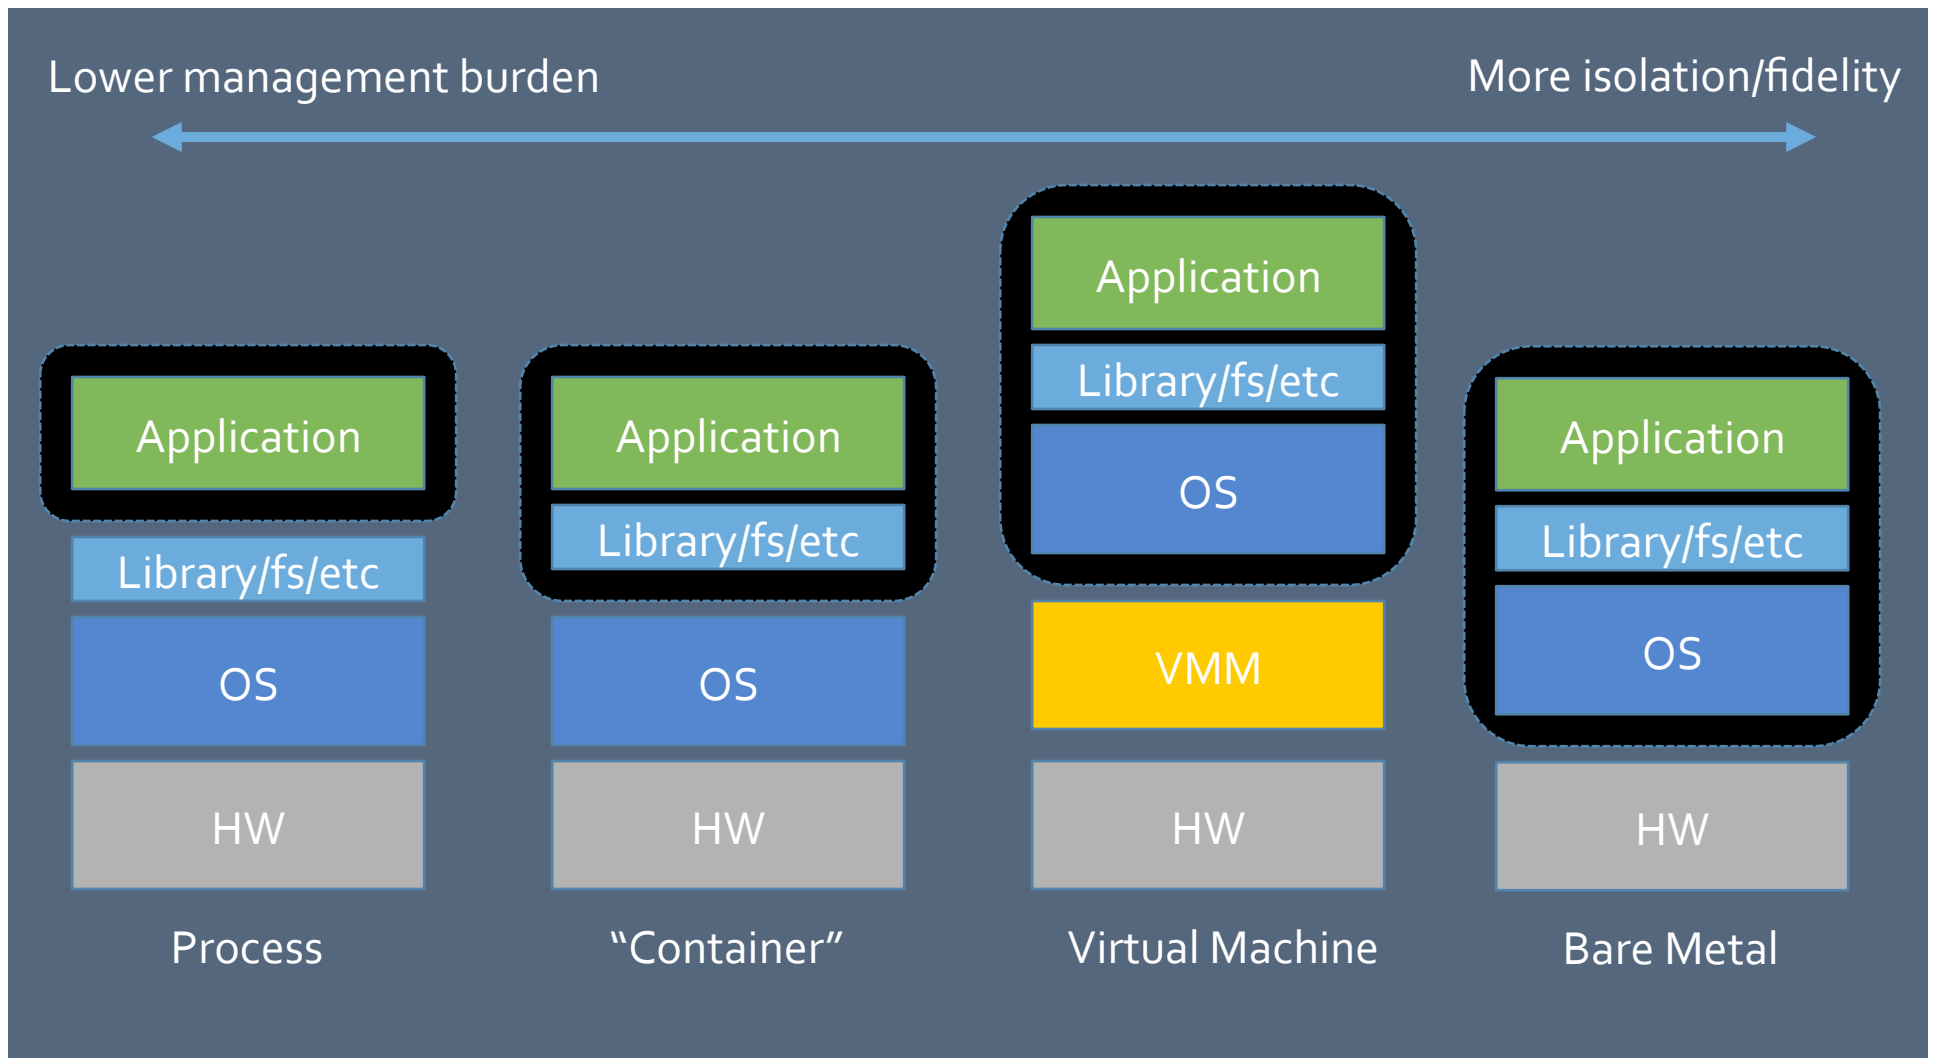 Lower management burden
More isolation/fidelity
Application
Library/fs/etc
OS
HW
Process
Application
Library/fs/etc
OS
HW
“Container”
Application
Library/fs/etc
OS
VMM
HW
Virtual Machine
Application
Library/fs/etc
OS
HW
Bare Metal